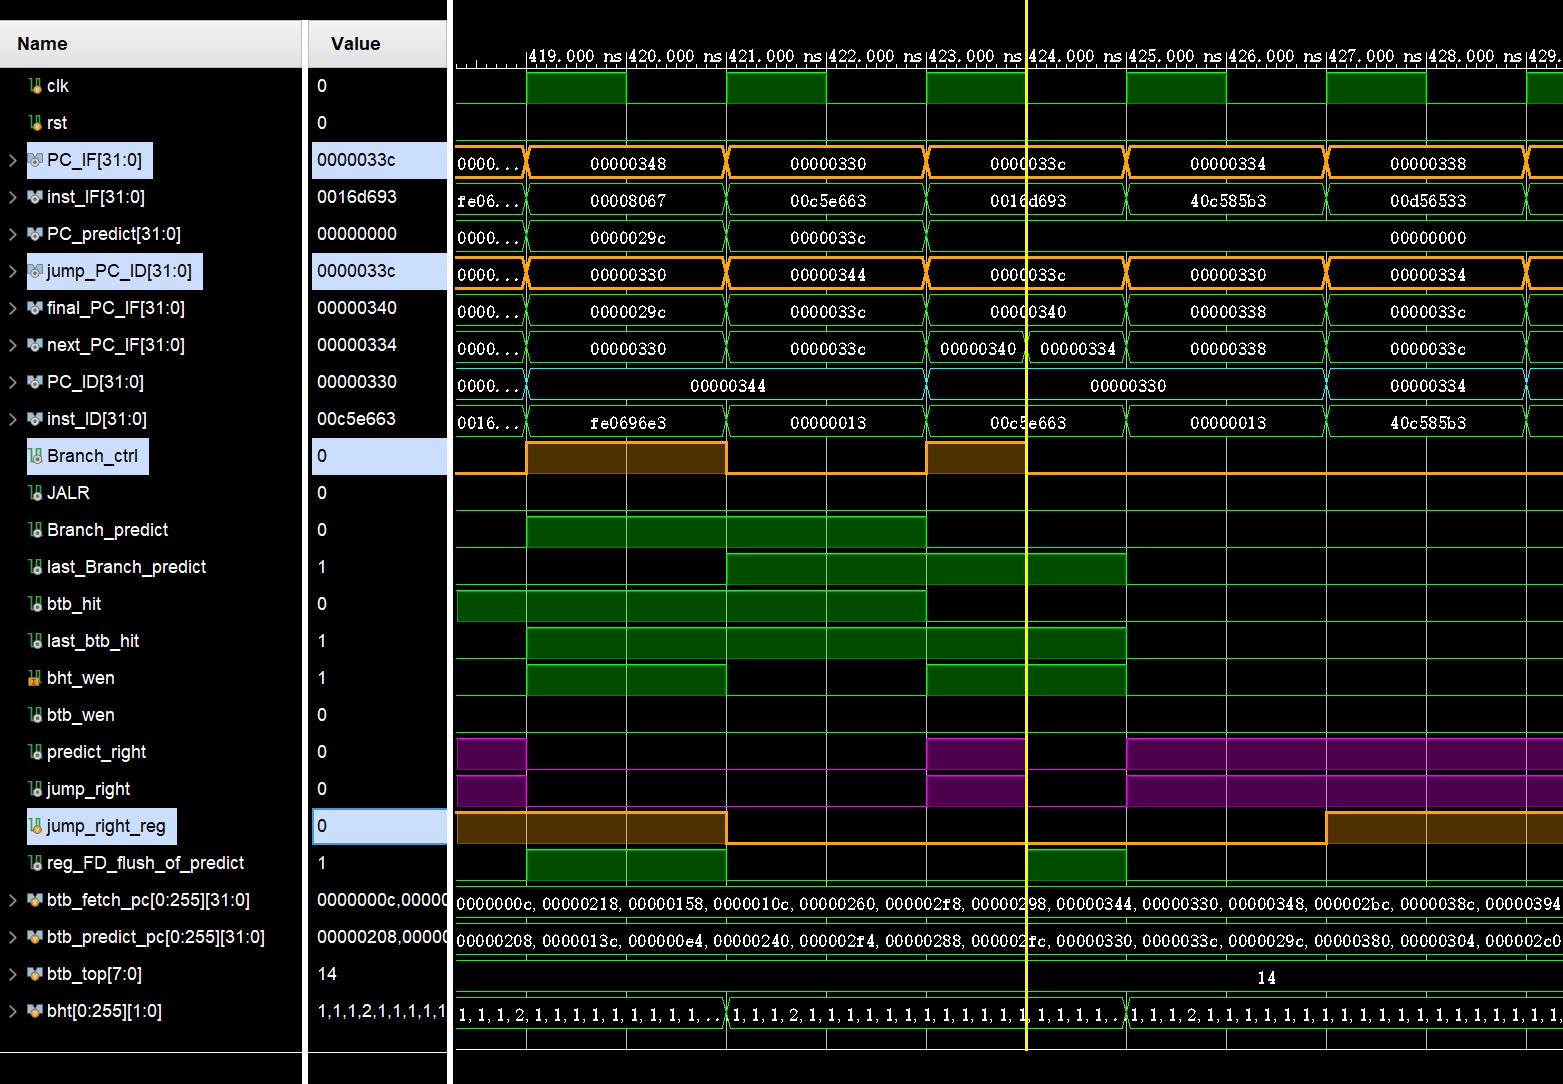 Name Value 419.000 ns 420.000 ns 421.000 ns 422.000 ns 423.000 ns 424.000 ns 425.000 ns 426.000 ns 427.000 ns 428.000 ns 429.
clk 0
rst 0
PC_IF[31:0] 0000033c 0000... 00000348 00000330 0000033c 00000334 00000338
inst_IF[31:0] 0016d693 fe06... 00008067 00c5e663 0016d693 40c585b3 00d56533
PC_predict[31:0] 00000000 0000... 0000029c 0000033c 00000000
jump_PC_ID[31:0] 0000033c 0000... 00000330 00000344 0000033c 00000330 00000334
final_PC_IF[31:0] 00000340 0000... 0000029c 0000033c 00000340 00000338 0000033c
next_PC_IF[31:0] 00000334 0000... 00000330 0000033c 00000340 00000334 00000338 0000033c
PC_ID[31:0] 00000330 0000... 00000344 00000330 00000334
inst_ID[31:0] 00c5e663 0016... fe0696e3 00000013 00c5e663 00000013 40c585b3
Branch_ctrl 0
JALR 0
Branch_predict 0
last_Branch_predict 1
btb_hit 0
last_btb_hit 1
bht_wen 1
btb_wen 0
predict_right 0
jump_right 0
jump_right_reg 0
reg_FD_flush_of_predict 1
btb_fetch_pc[0:255][31:0] 0000000c,00000 0000000c,00000218,00000158,0000010c,00000260,000002f8,00000298,00000344,00000330,00000348,000002bc,0000038c,00000394
btb_predict_pc[0:255][31:0] 00000208,00000 00000208,0000013c,000000e4,00000240,000002f4,00000288,000002fc,00000330,0000033c,0000029c,00000380,00000304,000002c0
btb_top[7:0] 14 14
bht[0:255][1:0] 1,1,1,2,1,1,1,1,1 1,1,1,2,1,1,1,1,1,1,1,1,1,... 1,1,1,2,1,1,1,1,1,1,1,1,1,1,1,1,1,1,1,1,... 1,1,1,2,1,1,1,1,1,1,1,1,1,1,1,1,1,1,1,1,1,1,1